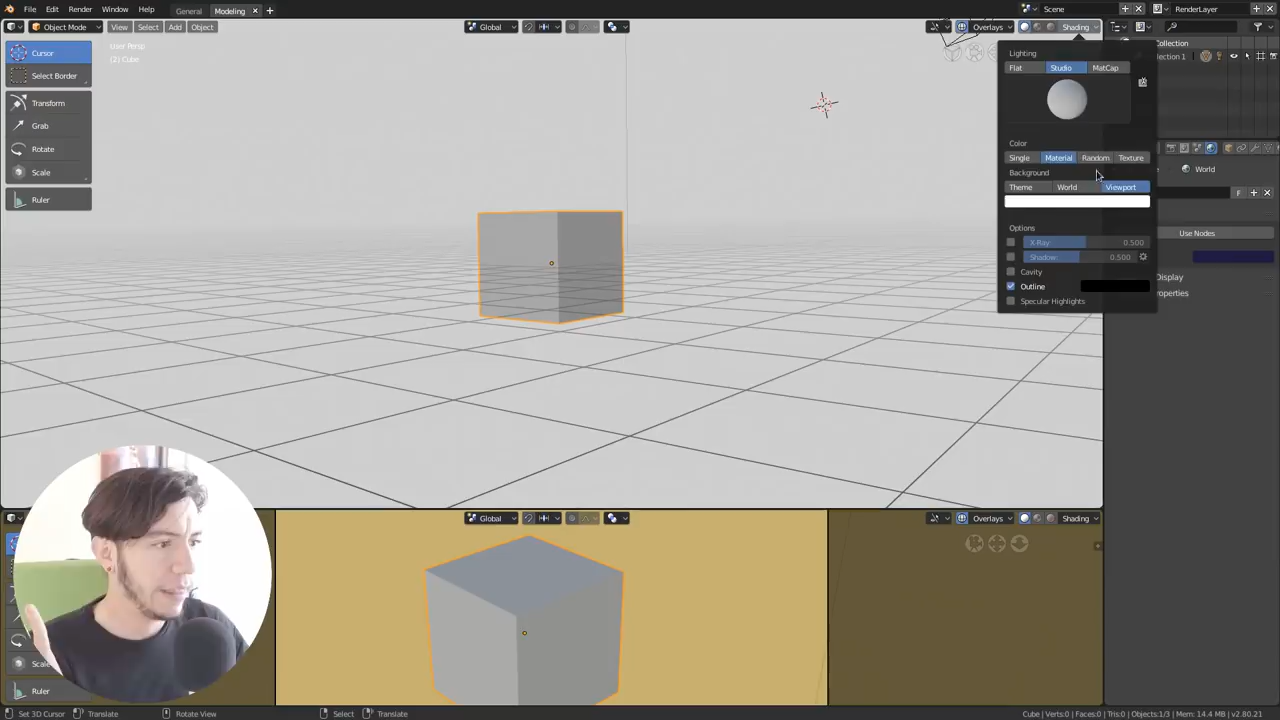 File Edit Render Window Help General Modeling + Scene RenderLayer
Object Mode View Select Add Object Global Overlays Shading
User Persp
(2) Cube
Cursor
Select Border
Transform
Grab
Rotate
Scale
Ruler
Lighting
Flat Studio MatCap
Color
Single Material Random Texture
Background
Theme World Viewport
Options
X-Ray 0.500
Shadow: 0.500
Cavity
Outline
Specular Highlights
Collection
World
F
Use Nodes
Global Overlays Shading
Ruler
Set 3D Cursor Translate Rotate View Select Translate Cube | Verts:0 | Faces:0 | Tris:0 | Objects:1/3 | Mem: 14.4 MB | v2.80.21